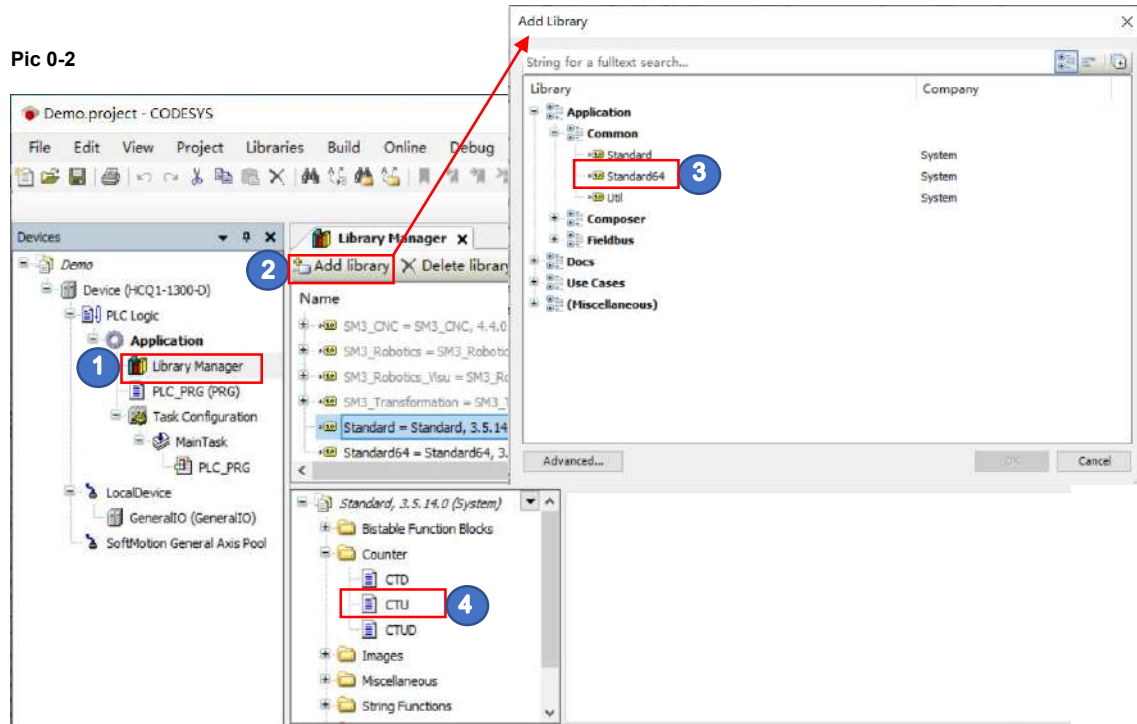 Pic 0-2
Demo.project - CODESYS
File Edit View Project Libraries Build Online Debug
Devices
Demo
Device (HCQ1-1300-D)
PLC Logic
Application
1
Library Manager
PLC_PRG (PRG)
Task Configuration
MainTask
PLC_PRG
LocalDevice
GeneralIO (GeneralIO)
SoftMotion General Axis Pool
Library Manager
2
Add library Delete library
Name
SM3_CNC = SM3_CNC, 4.4.0
SM3_Robotics = SM3_Robotic
SM3_Robotics_Visu = SM3_Ro
SM3_Transformation = SM3_T
Standard = Standard, 3.5.14
Standard64 = Standard64, 3.
Standard, 3.5.14.0 (System)
Bistable Function Blocks
Counter
CTD
CTU
4
CTUD
Images
Miscellaneous
String Functions
Add Library
String for a fulltext search...
Library Company
Application
Common
Standard System
Standard64 3 System
Util System
Composer
Fieldbus
Docs
Use Cases
(Miscellaneous)
Advanced... OK Cancel